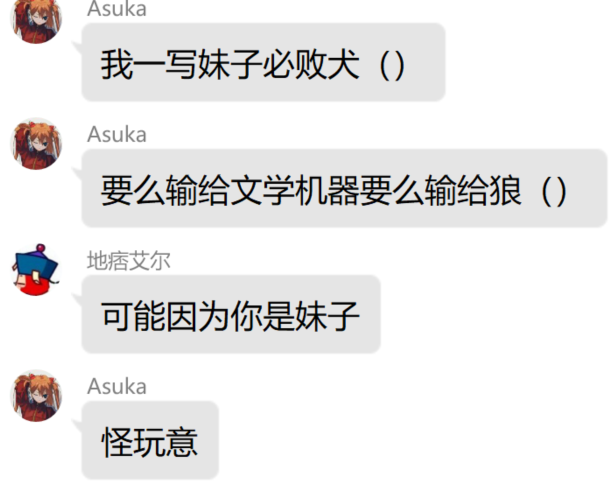 Asuka
我一写妹子必败犬（）
Asuka
要么输给文学机器要么输给狼（）
地痞艾尔
可能因为你是妹子
Asuka
怪玩意